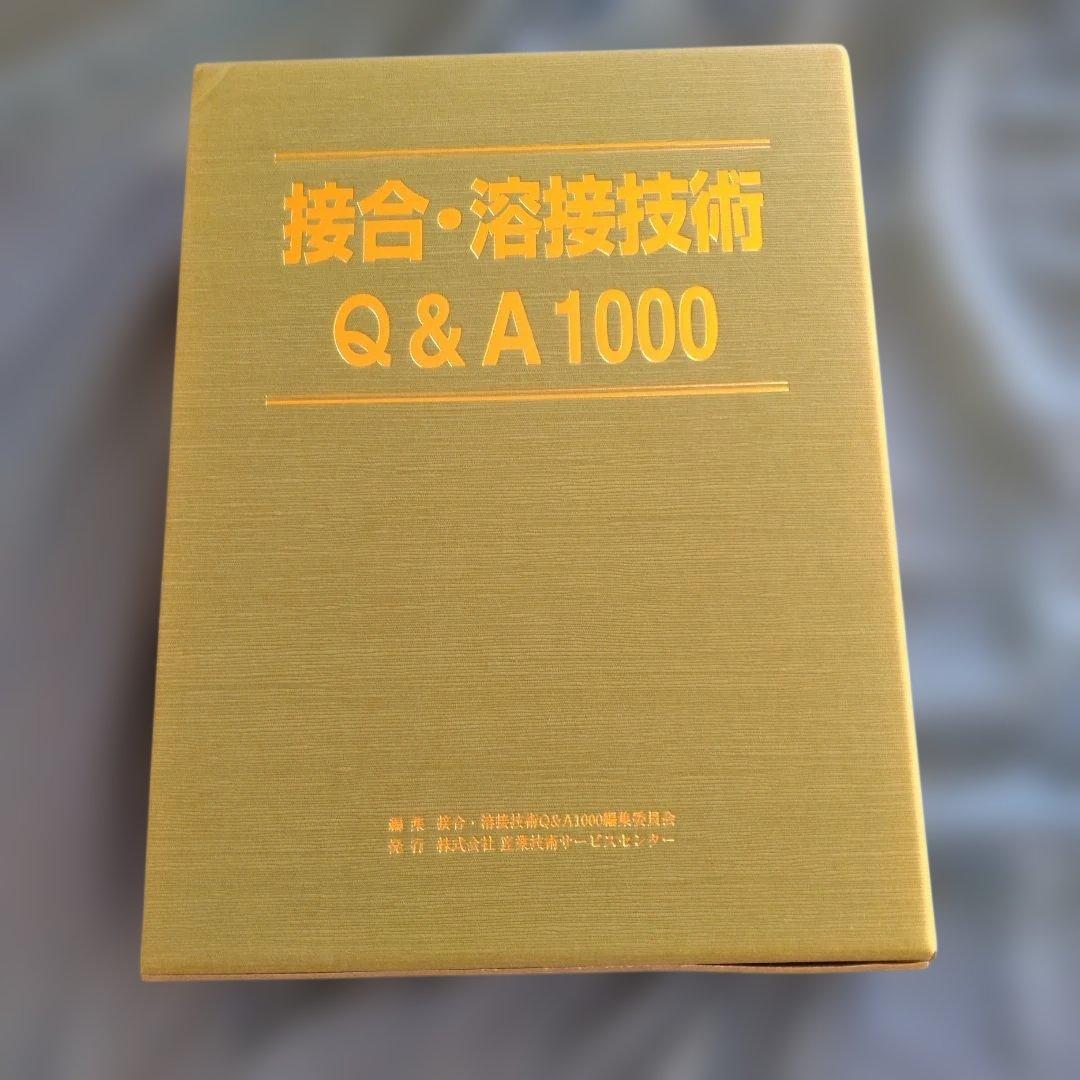 接合・溶接技術
Q&A1000
編集 接合・溶接技術Q&A1000編集委員会
発行 株式会社 産業技術サービスセンター